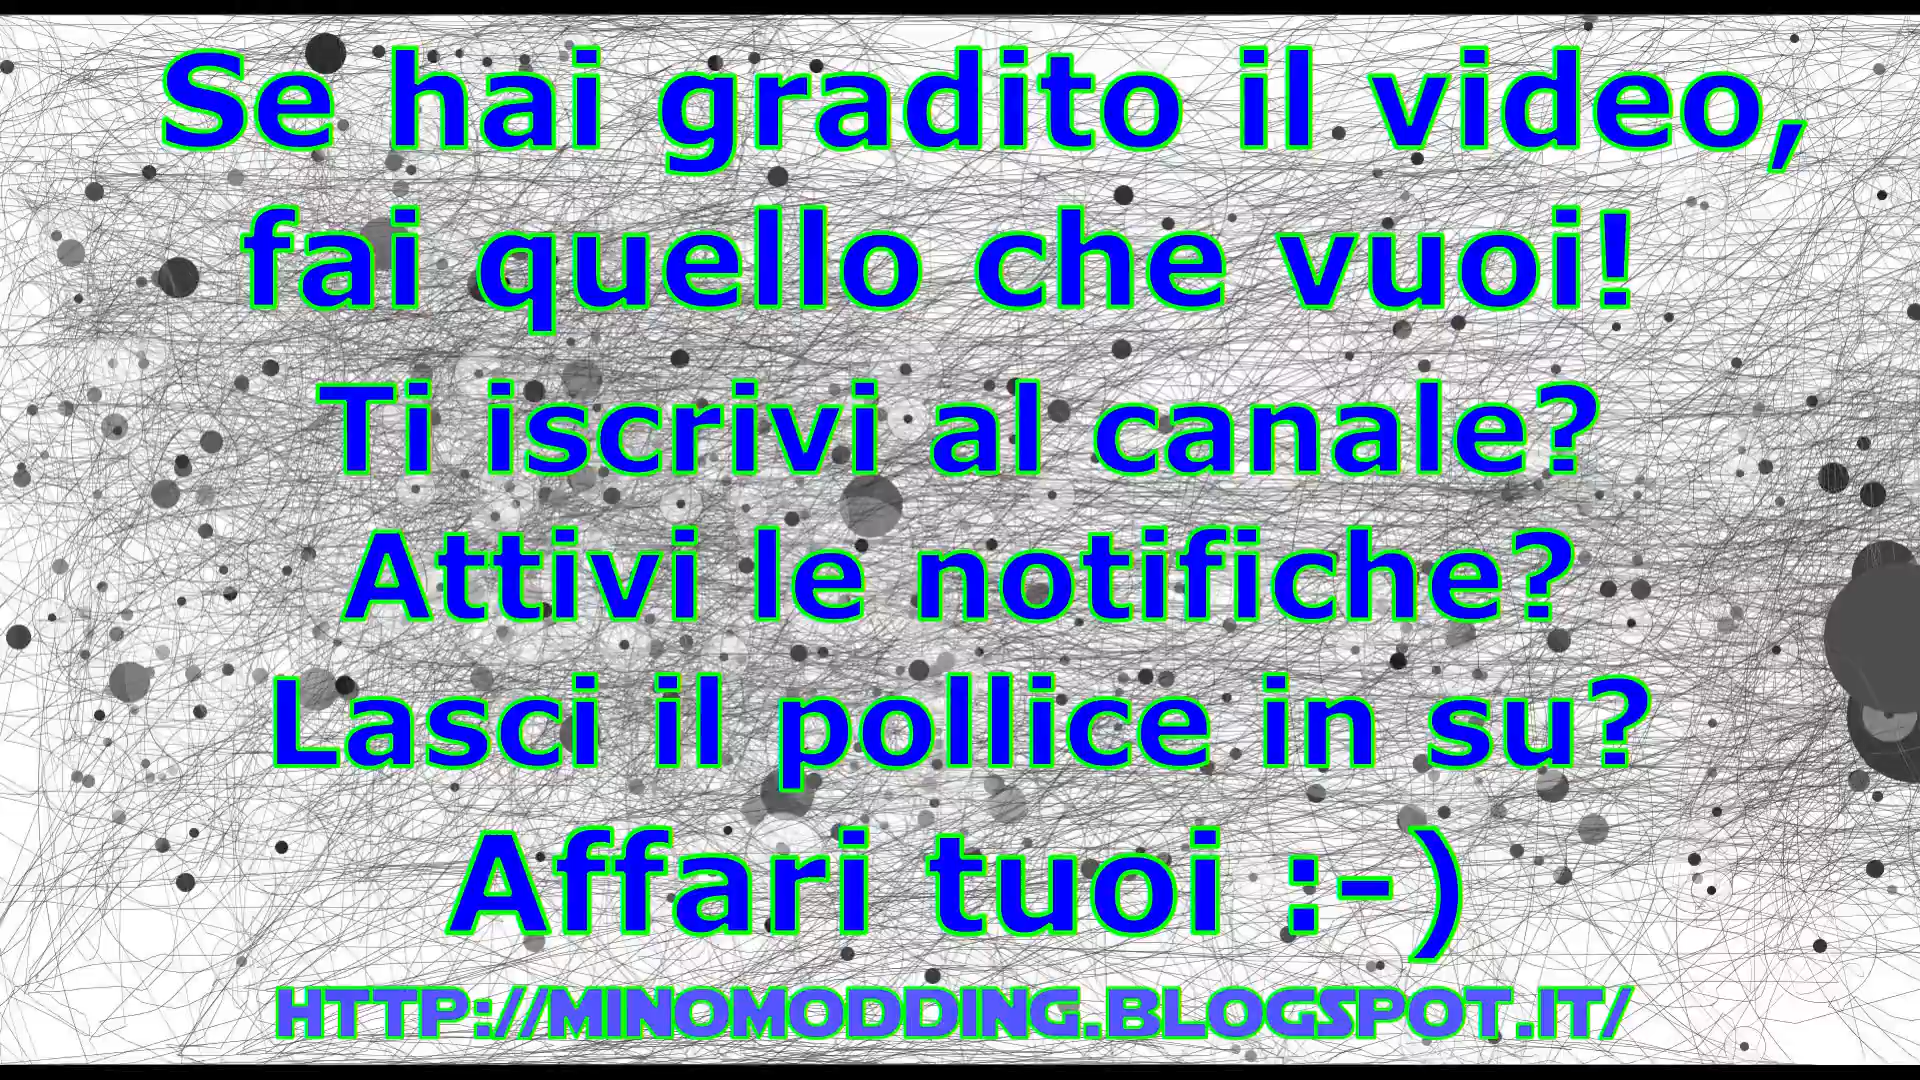 Se hai gradito il video,
fai quello che vuoi!
Ti iscrivi al canale?
Attivi le notifiche?
Lasci il pollice in su?
Affari tuoi :-)
HTTP://MINOMODDING.BLOGSPOT.IT/